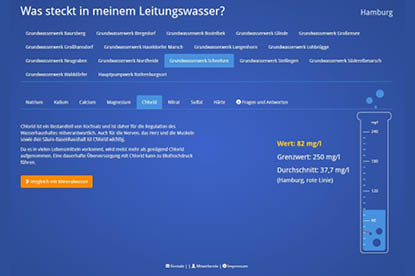 Was steckt in meinem Leitungswasser?
Hamburg
Grundwasserwerk Baursberg Grundwasserwerk Bergedorf Grundwasserwerk Bostelbek Grundwasserwerk Glinde Grundwasserwerk Großensee
Grundwasserwerk Großhansdorf Grundwasserwerk Haseldorfer Marsch Grundwasserwerk Langenhorn Grundwasserwerk Lohbrügge
Grundwasserwerk Neugraben Grundwasserwerk Nordheide Grundwasserwerk Schnelsen Grundwasserwerk Stellingen Grundwasserwerk Süderelbmarsch
Grundwasserwerk Walddörfer Hauptpumpwerk Rothenburgsort
Natrium Kalium Calcium Magnesium Chlorid Nitrat Sulfat Härte Fragen und Antworten
Chlorid ist ein Bestandteil von Kochsalz und ist daher für die Regulation des
Wasserhaushaltes mitverantwortlich. Auch für die Nerven, das Herz und die Muskeln
sowie den Säure-Basenhaushalt ist Chlorid wichtig.
Da es in vielen Lebensmitteln vorkommt, wird meist mehr als genügend Chlorid
aufgenommen. Eine dauerhafte Überversorgung mit Chlorid kann zu Bluthochdruck
führen.
Vergleich mit Mineralwasser
Wert: 82 mg/l
Grenzwert: 250 mg/l
Durchschnitt: 37,7 mg/l
(Hamburg, rote Linie)
mg/l
240
180
120
60
Kontakt | Mitwirkende | Impressum